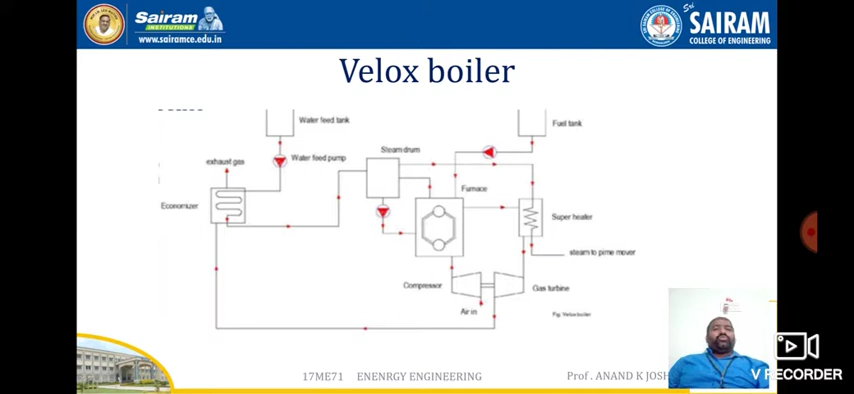 Sairam
INSTITUTIONS
www.sairamce.edu.in
Sri
SAIRAM
COLLEGE OF ENGINEERING
Velox boiler
Water feed tank
Fuel tank
Steam drum
exhaust gas
Water feed pump
Furnace
Economizer
Super heater
steam to pime mover
Compressor
Gas turbine
Air in
Fig. Velox boiler
17ME71 ENENRGY ENGINEERING
Prof . ANAND K JOSH
V RECORDER